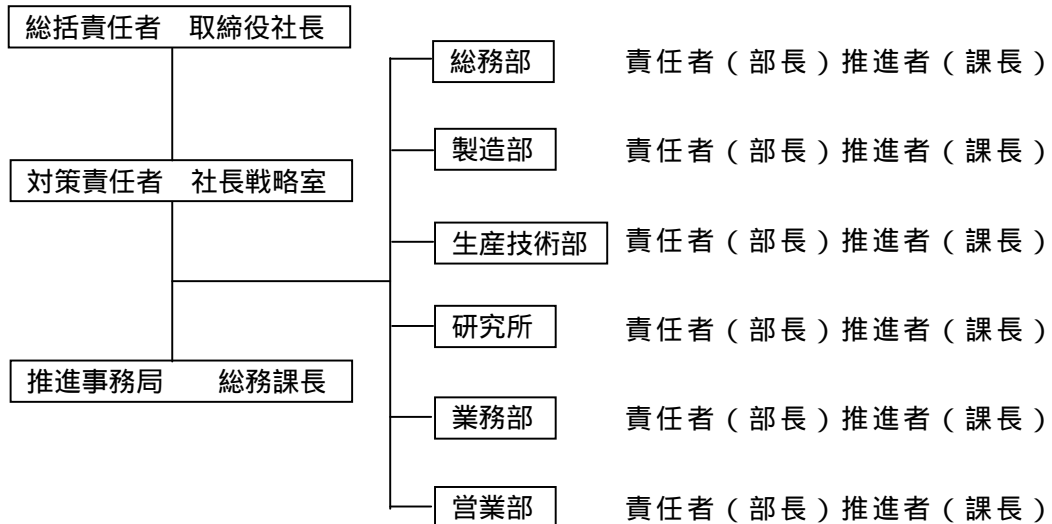 総括責任者　取締役社長
対策責任者　社長戦略室
推進事務局　　総務課長
総務部　責任者（部長）推進者（課長）
製造部　責任者（部長）推進者（課長）
生産技術部　責任者（部長）推進者（課長）
研究所　責任者（部長）推進者（課長）
業務部　責任者（部長）推進者（課長）
営業部　責任者（部長）推進者（課長）